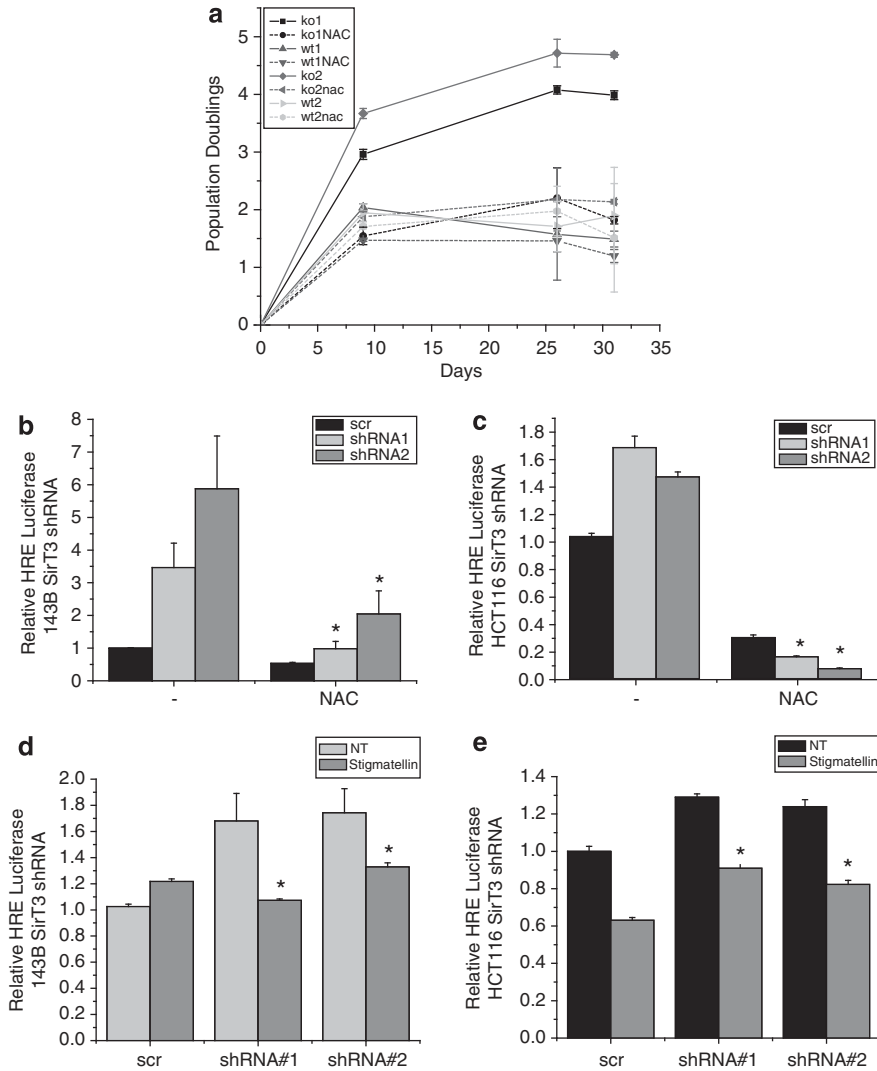 a
ko1
ko1NAC
wt1
wt1NAC
ko2
ko2nac
wt2
wt2nac
Population Doublings
5
4
3
2
1
0
0 5 10 15 20 25 30 35
Days
b
scr
shRNA1
shRNA2
Relative HRE Luciferase
143B SirT3 shRNA
8
7
6
5
4
3
2
1
0
* *
- NAC
c
scr
shRNA1
shRNA2
Relative HRE Luciferase
HCT116 SirT3 shRNA
1.8
1.6
1.4
1.2
1.0
0.8
0.6
0.4
0.2
0.0
* *
- NAC
d
NT
Stigmatellin
Relative HRE Luciferase
143B SirT3 shRNA
2.0
1.8
1.6
1.4
1.2
1.0
0.8
0.6
0.4
0.2
0.0
* *
scr shRNA#1 shRNA#2
e
NT
Stigmatellin
Relative HRE Luciferase
HCT116 SirT3 shRNA
1.4
1.2
1.0
0.8
0.6
0.4
0.2
0.0
* *
scr shRNA#1 shRNA#2